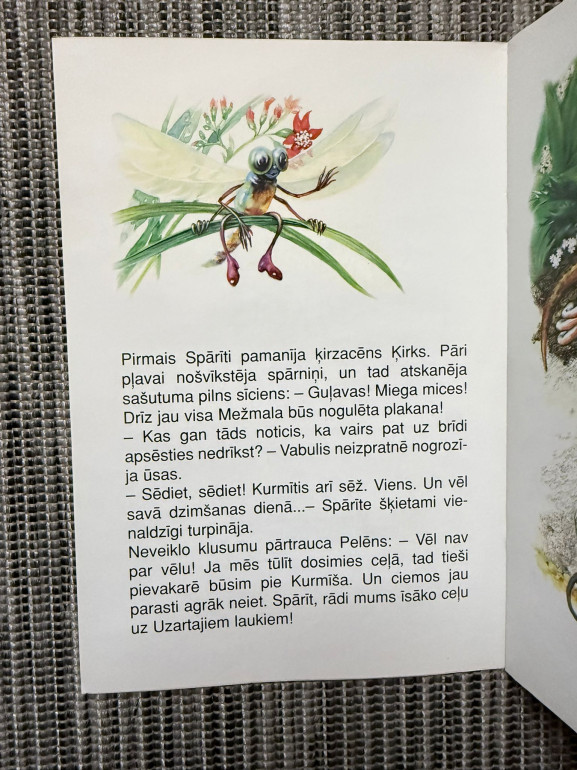 Pirmais Spārīti pamanīja ķirzacēns Ķirks. Pāri
pļavai nošvīkstēja spārniņi, un tad atskanēja
sašutuma pilns sīciens: – Guļavas! Miega mices!
Drīz jau visa Mežmala būs nogulēta plakana!
– Kas gan tāds noticis, ka vairs pat uz brīdi
apsēsties nedrīkst? – Vabulis neizpratnē nogrozī-
ja ūsas.
– Sēdiet, sēdiet! Kurmītis arī sēž. Viens. Un vēl
savā dzimšanas dienā...– Spārīte šķietami vie-
naldzīgi turpināja.
Neveiklo klusumu pārtrauca Pelēns: – Vēl nav
par vēlu! Ja mēs tūlīt dosimies ceļā, tad tieši
pievakarē būsim pie Kurmīša. Un ciemos jau
parasti agrāk neiet. Spārīt, rādi mums īsāko ceļu
uz Uzartajiem laukiem!